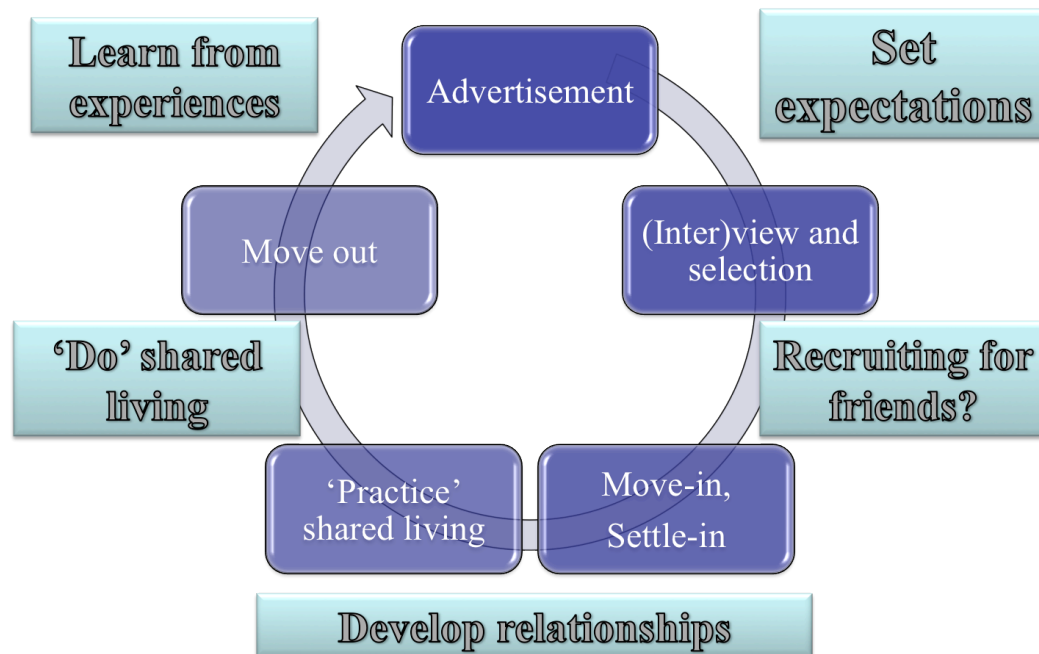 Learn from
experiences
Advertisement
Set
expectations
Move out
(Inter)view and
selection
‘Do’ shared
living
Recruiting for
friends?
‘Practice’
shared living
Move-in,
Settle-in
Develop relationships